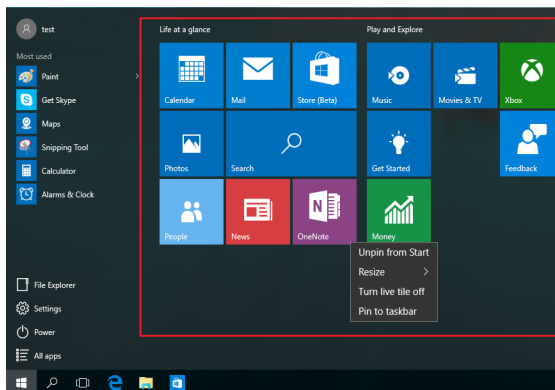 test
Most used
Paint
Get Skype
Maps
Snipping Tool
Calculator
Alarms & Clock
File Explorer
Settings
Power
All apps
Life at a glance
Play and Explore
Calendar
Mail
Store (Beta)
Music
Movies & TV
Xbox
Photos
Search
Get Started
Feedback
People
News
OneNote
Money
Unpin from Start
Resize
Turn live tile off
Pin to taskbar